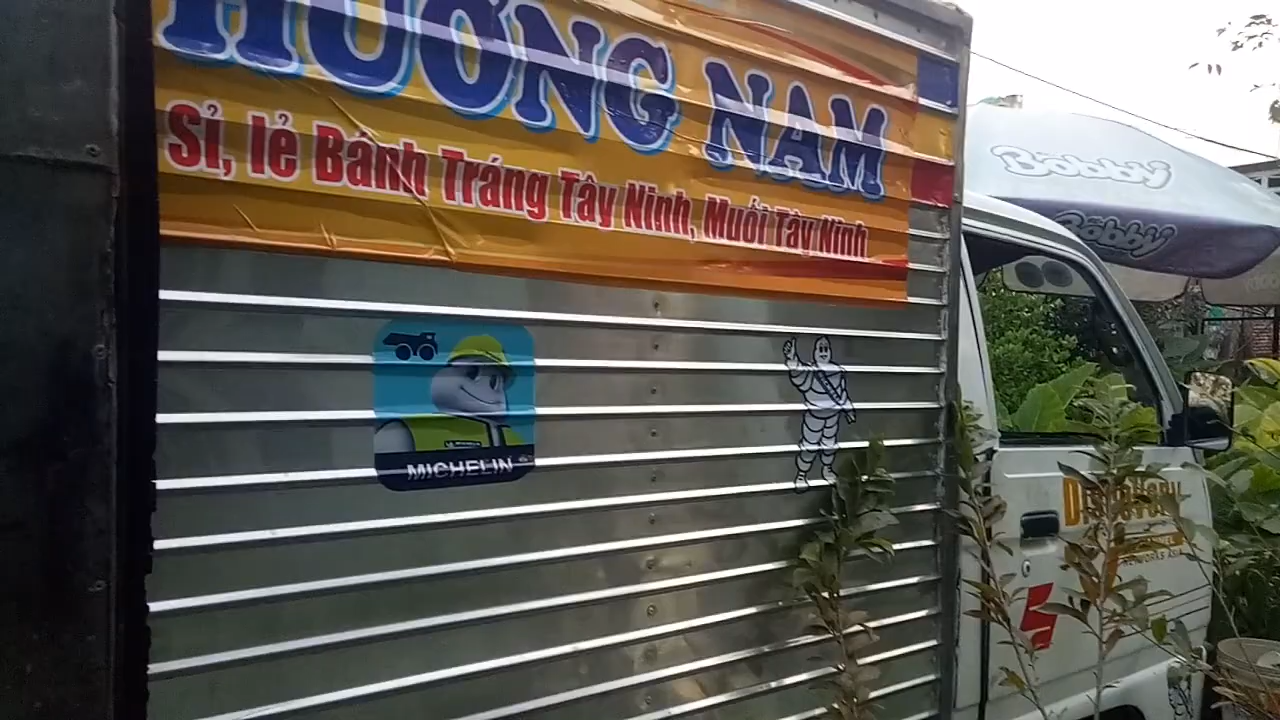 HƯƠNG NAM
Sỉ, lẻ Bánh Tráng Tây Ninh, Muối Tây Ninh
Bobby
Bobby
MICHELIN